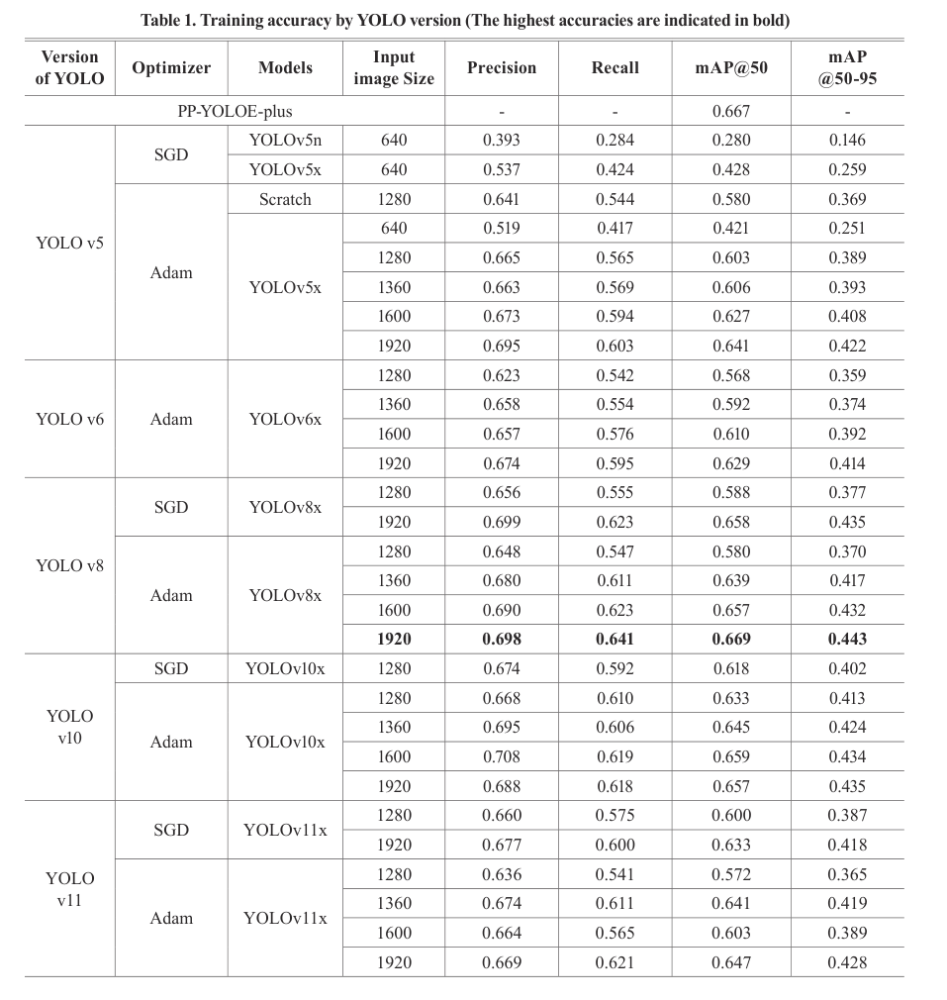 Table 1. Training accuracy by YOLO version (The highest accuracies are indicated in bold)
Version of YOLO Optimizer Models Input image Size Precision Recall mAP@50 mAP @50-95
PP-YOLOE-plus - - 0.667 -
YOLO v5 SGD YOLOv5n 640 0.393 0.284 0.280 0.146
YOLOv5x 640 0.537 0.424 0.428 0.259
Adam Scratch 1280 0.641 0.544 0.580 0.369
YOLOv5x 640 0.519 0.417 0.421 0.251
1280 0.665 0.565 0.603 0.389
1360 0.663 0.569 0.606 0.393
1600 0.673 0.594 0.627 0.408
1920 0.695 0.603 0.641 0.422
YOLO v6 Adam YOLOv6x 1280 0.623 0.542 0.568 0.359
1360 0.658 0.554 0.592 0.374
1600 0.657 0.576 0.610 0.392
1920 0.674 0.595 0.629 0.414
YOLO v8 SGD YOLOv8x 1280 0.656 0.555 0.588 0.377
1920 0.699 0.623 0.658 0.435
Adam YOLOv8x 1280 0.648 0.547 0.580 0.370
1360 0.680 0.611 0.639 0.417
1600 0.690 0.623 0.657 0.432
1920 0.698 0.641 0.669 0.443
YOLO v10 SGD YOLOv10x 1280 0.674 0.592 0.618 0.402
Adam YOLOv10x 1280 0.668 0.610 0.633 0.413
1360 0.695 0.606 0.645 0.424
1600 0.708 0.619 0.659 0.434
1920 0.688 0.618 0.657 0.435
YOLO v11 SGD YOLOv11x 1280 0.660 0.575 0.600 0.387
1920 0.677 0.600 0.633 0.418
Adam YOLOv11x 1280 0.636 0.541 0.572 0.365
1360 0.674 0.611 0.641 0.419
1600 0.664 0.565 0.603 0.389
1920 0.669 0.621 0.647 0.428